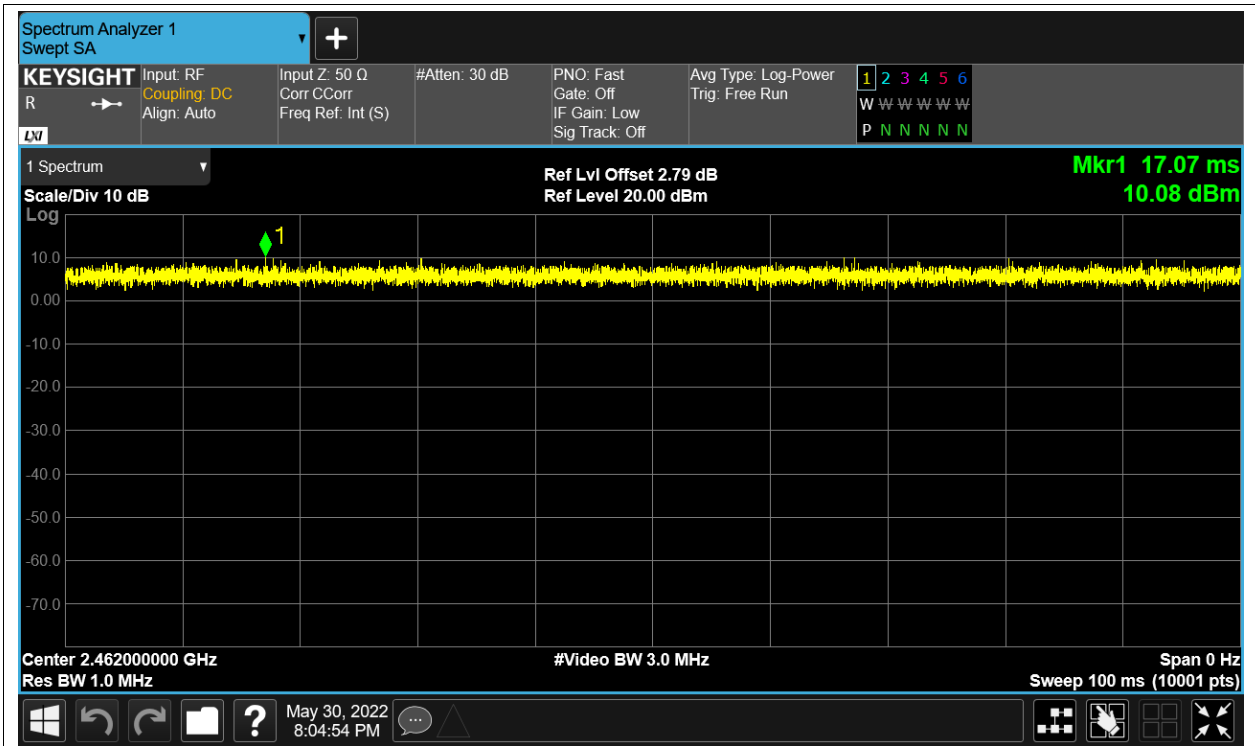 Spectrum Analyzer 1
Swept SA
KEYSIGHT
R
LXI
Input: RF
Coupling: DC
Align: Auto
Input Z: 50 Ω
Corr CCorr
Freq Ref: Int (S)
#Atten: 30 dB
PNO: Fast
Gate: Off
IF Gain: Low
Sig Track: Off
Avg Type: Log-Power
Trig: Free Run
1 2 3 4 5 6
W W W W W W
P N N N N N
1 Spectrum
Scale/Div 10 dB
Ref Lvl Offset 2.79 dB
Ref Level 20.00 dBm
Mkr1 17.07 ms
10.08 dBm
Log
1
10.0
0.00
-10.0
-20.0
-30.0
-40.0
-50.0
-60.0
-70.0
Center 2.462000000 GHz
Res BW 1.0 MHz
#Video BW 3.0 MHz
Span 0 Hz
Sweep 100 ms (10001 pts)
?
May 30, 2022
8:04:54 PM